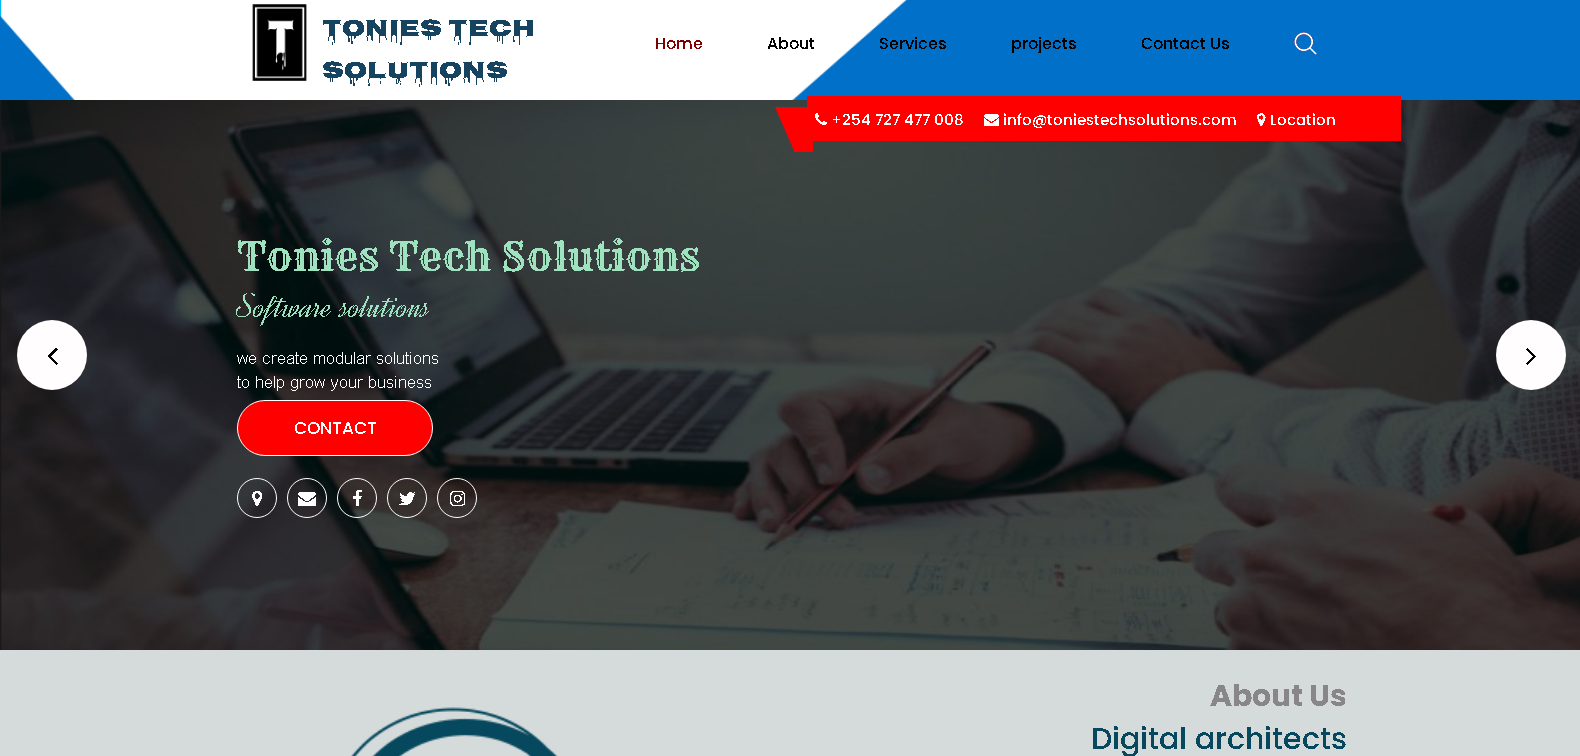 T
TONIES TECH
SOLUTIONS
Home About Services projects Contact Us
+254 727 477 008 info@toniestechsolutions.com Location
Tonies Tech Solutions
Software solutions
we create modular solutions
to help grow your business
CONTACT
About Us
Digital architects